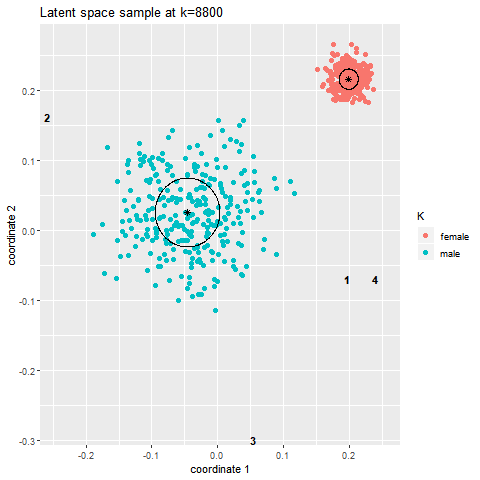 Latent space sample at k=8800
coordinate 2
0.2
0.1
0.0
-0.1
-0.2
-0.3
2
1
4
3
-0.2
-0.1
0.0
0.1
0.2
coordinate 1
K
female
male